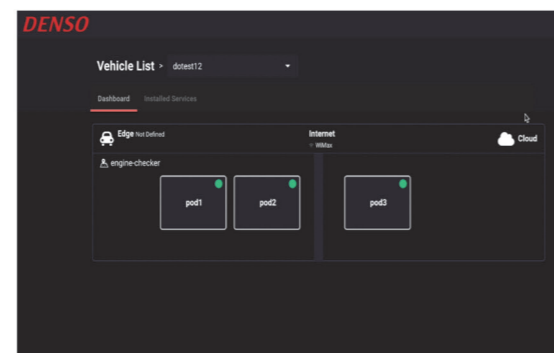 DENSO
Vehicle List > dotest12
Dashboard Installed Services
Edge Not Defined Internet Cloud
WiMax
engine-checker
pod1 pod2 pod3